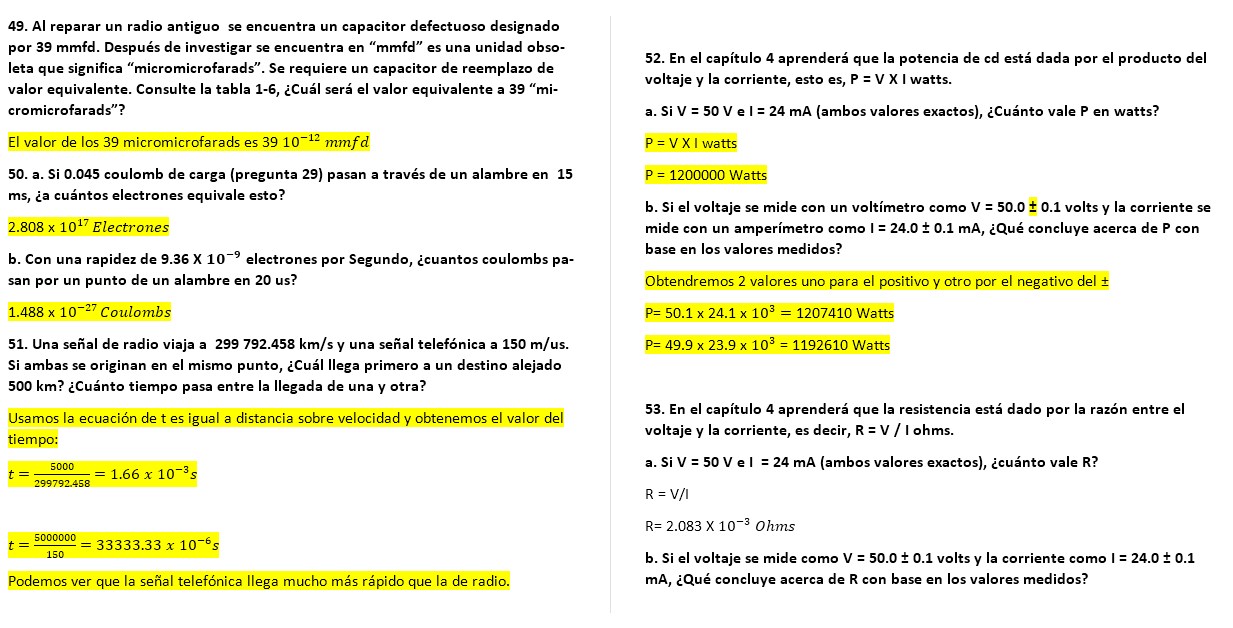 49. Al reparar un radio antiguo se encuentra un capacitor defectuoso designado
por 39 mmfd. Después de investigar se encuentra en “mmfd” es una unidad obso-
leta que significa “micromicrofarads”. Se requiere un capacitor de reemplazo de
valor equivalente. Consulte la tabla 1-6, ¿Cuál será el valor equivalente a 39 “mi-
cromicrofarads”?
El valor de los 39 micromicrofarads es 39 10⁻¹² mmfd
50. a. Si 0.045 coulomb de carga (pregunta 29) pasan a través de un alambre en 15
ms, ¿a cuántos electrones equivale esto?
2.808 x 10¹⁷ Electrones
b. Con una rapidez de 9.36 X 10⁻⁹ electrones por Segundo, ¿cuantos coulombs pa-
san por un punto de un alambre en 20 us?
1.488 x 10⁻²⁷ Coulombs
51. Una señal de radio viaja a 299 792.458 km/s y una señal telefónica a 150 m/us.
Si ambas se originan en el mismo punto, ¿Cuál llega primero a un destino alejado
500 km? ¿Cuánto tiempo pasa entre la llegada de una y otra?
Usamos la ecuación de t es igual a distancia sobre velocidad y obtenemos el valor del
tiempo:
t = 5000/299792.458 = 1.66 x 10⁻³s
t = 5000000/150 = 33333.33 x 10⁻⁶s
Podemos ver que la señal telefónica llega mucho más rápido que la de radio.
52. En el capítulo 4 aprenderá que la potencia de cd está dada por el producto del
voltaje y la corriente, esto es, P = V X I watts.
a. Si V = 50 V e I = 24 mA (ambos valores exactos), ¿Cuánto vale P en watts?
P = V X I watts
P = 1200000 Watts
b. Si el voltaje se mide con un voltímetro como V = 50.0 ± 0.1 volts y la corriente se
mide con un amperímetro como I = 24.0 ± 0.1 mA, ¿Qué concluye acerca de P con
base en los valores medidos?
Obtendremos 2 valores uno para el positivo y otro por el negativo del ±
P= 50.1 x 24.1 x 10³ = 1207410 Watts
P= 49.9 x 23.9 x 10³ = 1192610 Watts
53. En el capítulo 4 aprenderá que la resistencia está dado por la razón entre el
voltaje y la corriente, es decir, R = V / I ohms.
a. Si V = 50 V e I = 24 mA (ambos valores exactos), ¿cuánto vale R?
R = V/I
R= 2.083 X 10⁻³ Ohms
b. Si el voltaje se mide como V = 50.0 ± 0.1 volts y la corriente como I = 24.0 ± 0.1
mA, ¿Qué concluye acerca de R con base en los valores medidos?